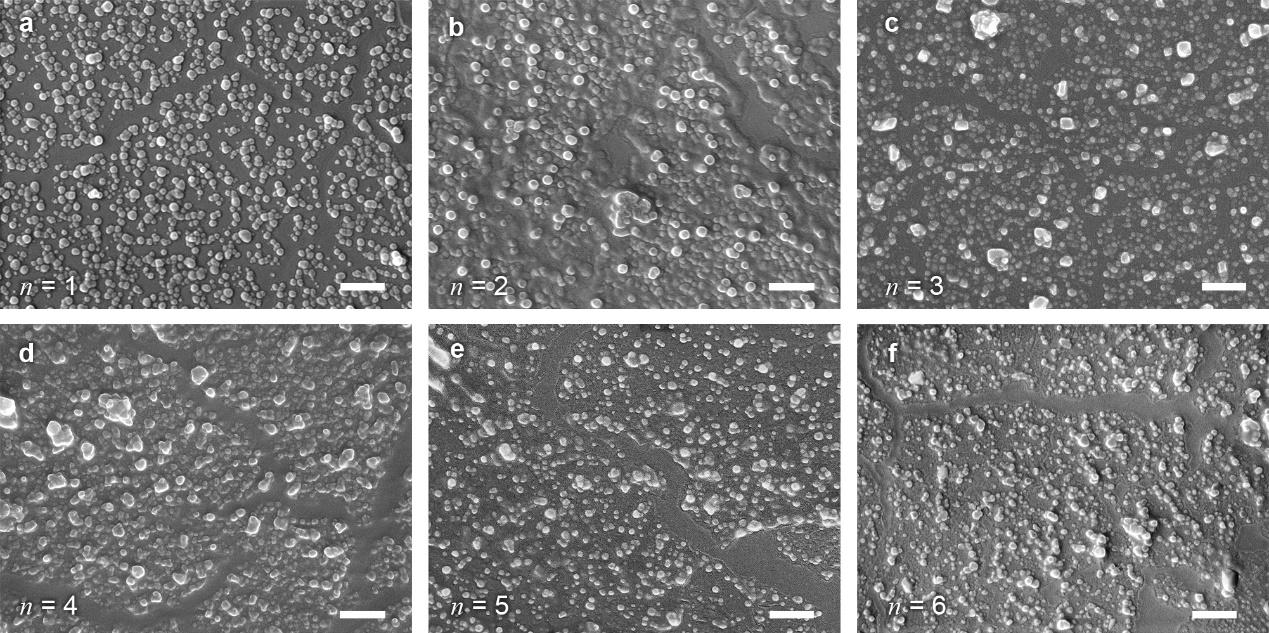 a
n = 1
b
n = 2
c
n = 3
d
n = 4
e
n = 5
f
n = 6